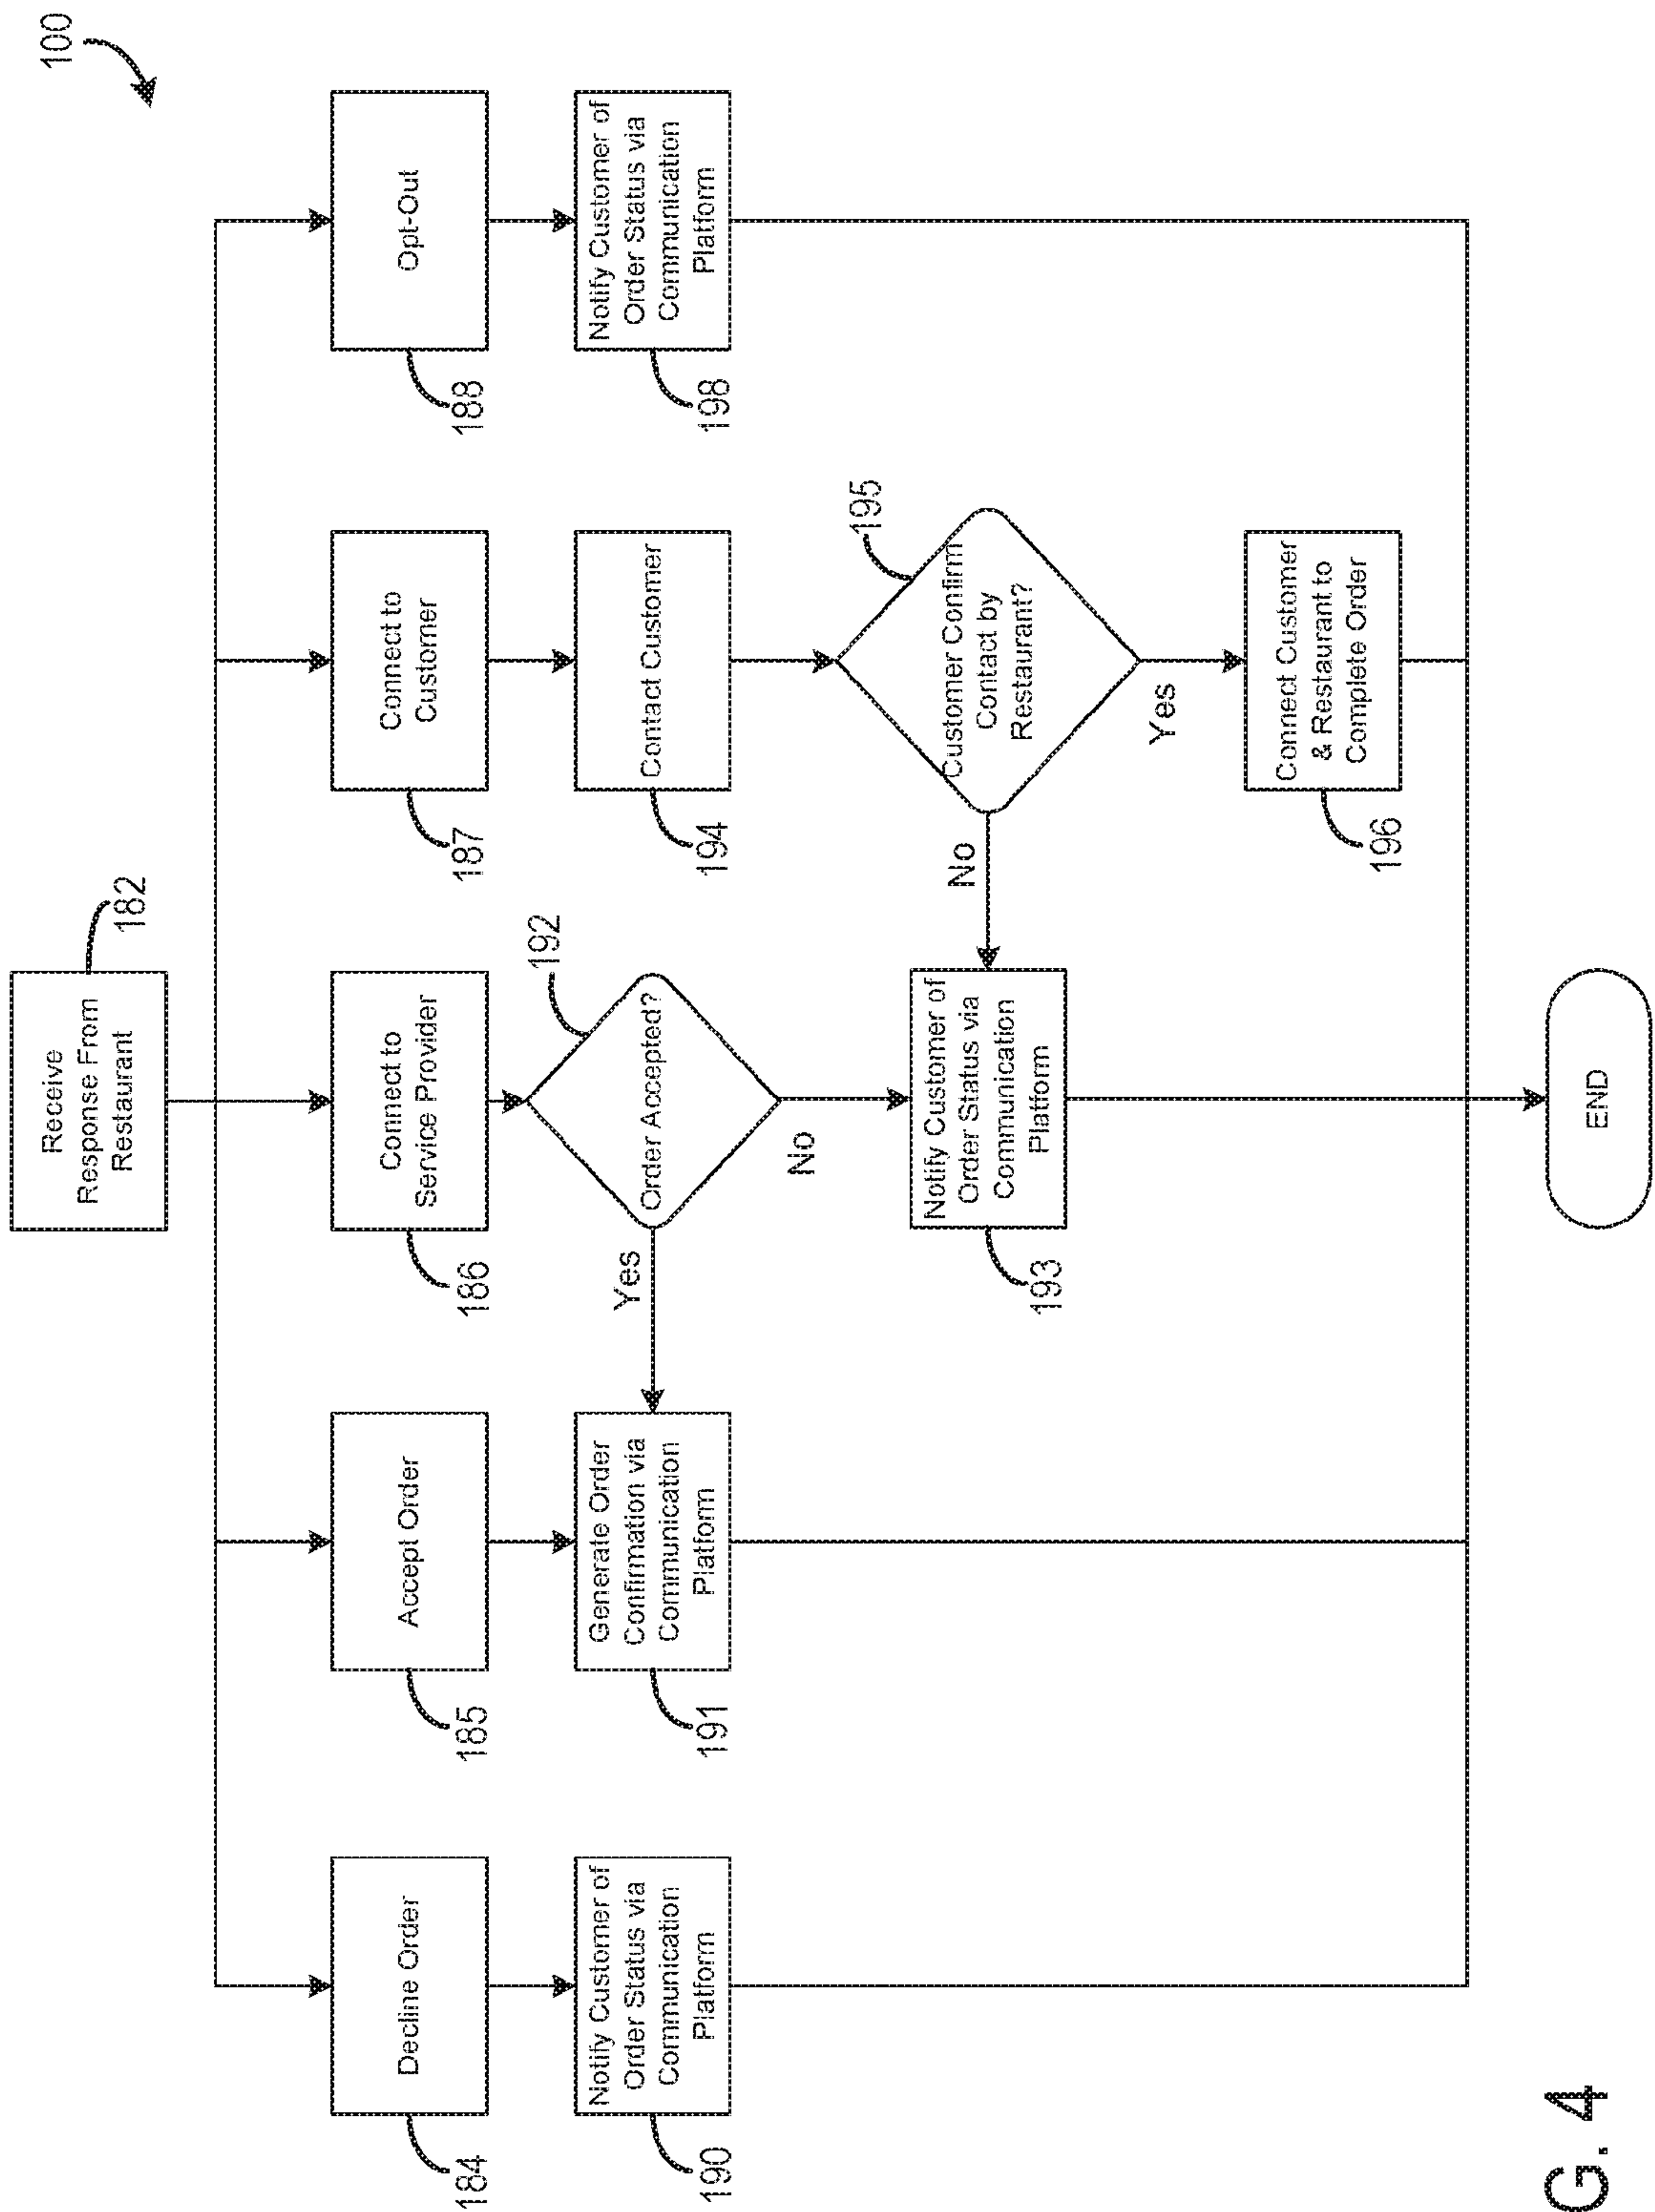 100
Receive
Response From
Restaurant
182
Decline Order
184
Accept Order
185
Connect to
Service Provider
186
Connect to
Customer
187
Opt-Out
188
Notify Customer of
Order Status via
Communication
Platform
190
Generate Order
Confirmation via
Communication
Platform
191
Yes
Order Accepted?
192
No
Contact Customer
194
Notify Customer of
Order Status via
Communication
Platform
198
Notify Customer of
Order Status via
Communication
Platform
193
No
Customer Confirm
Contact by
Restaurant?
195
Yes
Connect Customer
& Restaurant to
Complete Order
196
END
G. 4